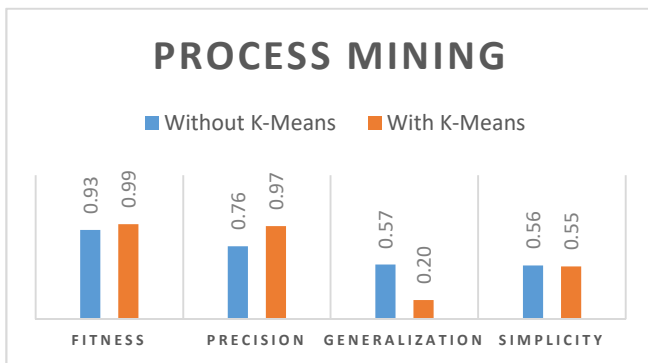 PROCESS MINING
Without K-Means With K-Means
0.93 0.99 0.76 0.97 0.57 0.20 0.56 0.55
FITNESS PRECISION GENERALIZATION SIMPLICITY